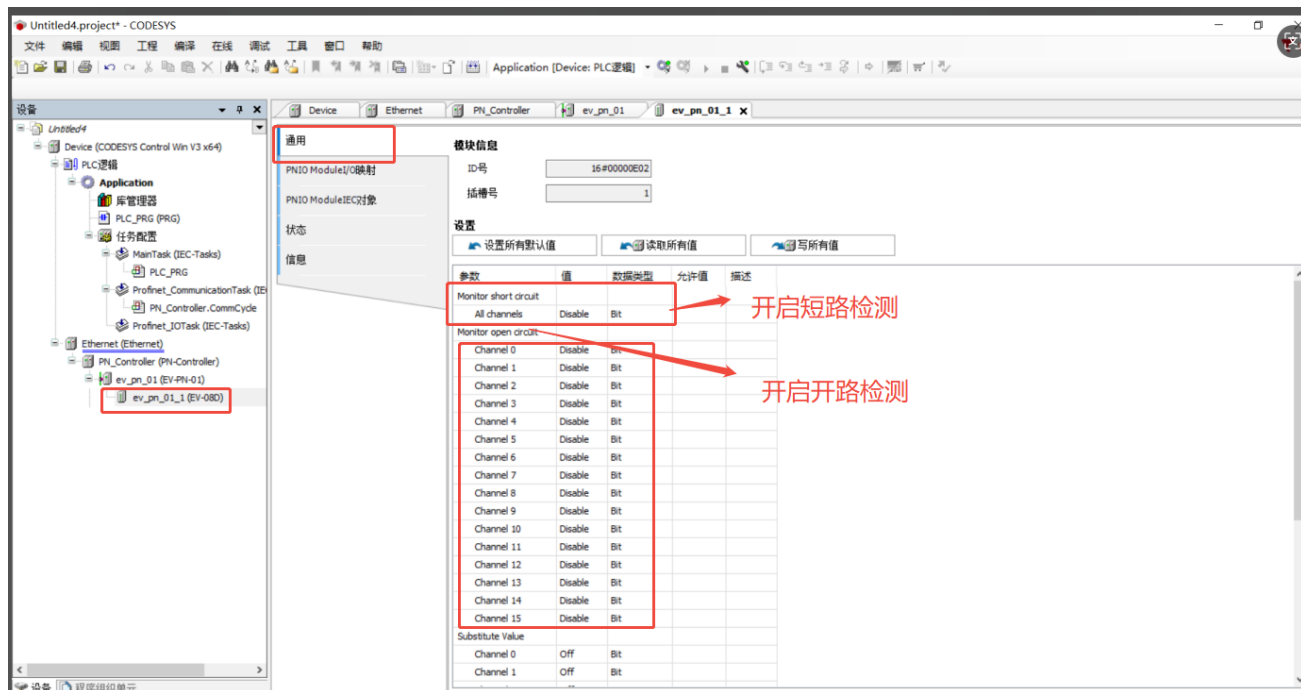 Untitled4.project* - CODESYS
文件 编辑 视图 工程 编译 在线 调试 工具 窗口 帮助
Application [Device: PLC逻辑]
设备
Device Ethernet PN_Controller ev_pn_01 ev_pn_01_1
Untitled4
Device (CODESYS Control Win V3 x64)
PLC逻辑
Application
库管理器
PLC_PRG (PRG)
任务配置
MainTask (IEC-Tasks)
PLC_PRG
Profinet_CommunicationTask (IE
PN_Controller.CommCycle
Profinet_IOTask (IEC-Tasks)
Ethernet (Ethernet)
PN_Controller (PN-Controller)
ev_pn_01 (EV-PN-01)
ev_pn_01_1 (EV-08D)
设备 程序组织单元
通用
PNIO ModuleI/O映射
PNIO ModuleIEC对象
状态
信息
模块信息
ID号 16#00000E02
插槽号 1
设置
设置所有默认值 读取所有值 写所有值
参数 值 数据类型 允许值 描述
Monitor short circuit
All channels Disable Bit
Monitor open circuit
Channel 0 Disable Bit
Channel 1 Disable Bit
Channel 2 Disable Bit
Channel 3 Disable Bit
Channel 4 Disable Bit
Channel 5 Disable Bit
Channel 6 Disable Bit
Channel 7 Disable Bit
Channel 8 Disable Bit
Channel 9 Disable Bit
Channel 10 Disable Bit
Channel 11 Disable Bit
Channel 12 Disable Bit
Channel 13 Disable Bit
Channel 14 Disable Bit
Channel 15 Disable Bit
Substitute Value
Channel 0 Off Bit
Channel 1 Off Bit
开启短路检测
开启开路检测